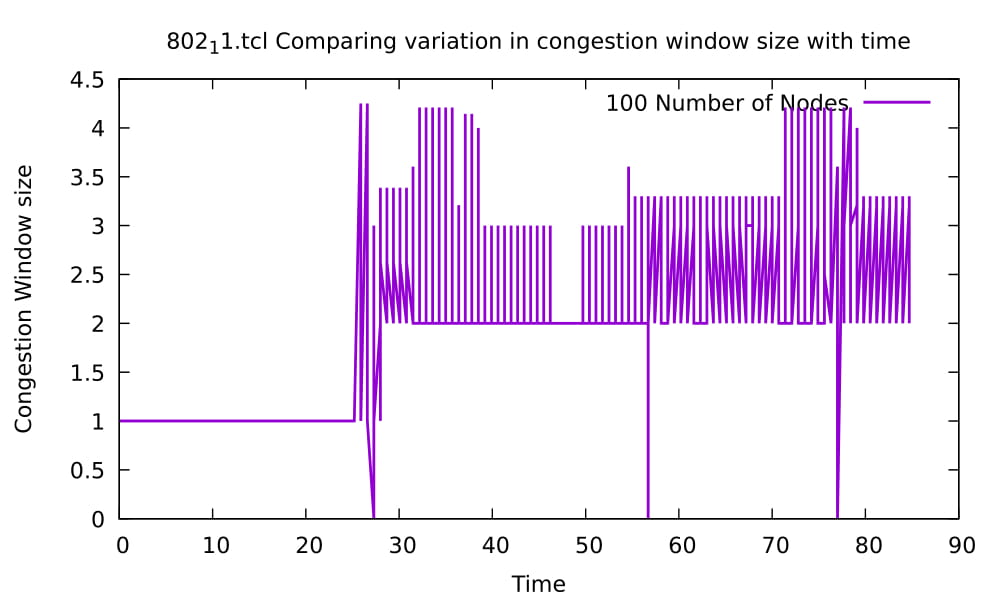 802₁1.tcl Comparing variation in congestion window size with time
100 Number of Nodes
Congestion Window size
4.5
4
3.5
3
2.5
2
1.5
1
0.5
0
0 10 20 30 40 50 60 70 80 90
Time